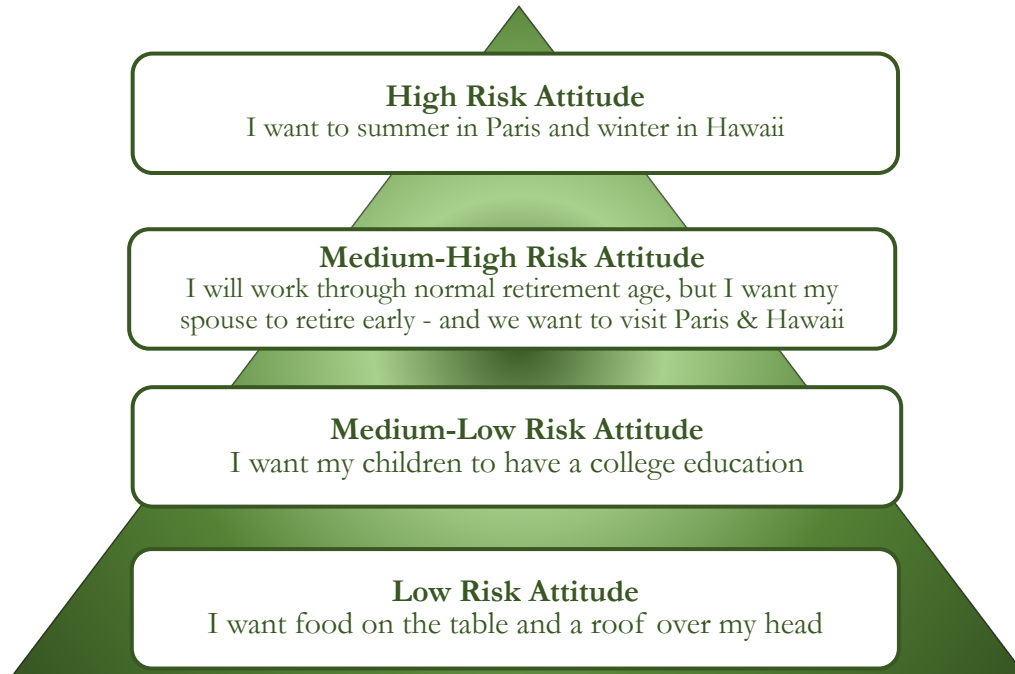 High Risk Attitude
I want to summer in Paris and winter in Hawaii
Medium-High Risk Attitude
I will work through normal retirement age, but I want my
spouse to retire early - and we want to visit Paris & Hawaii
Medium-Low Risk Attitude
I want my children to have a college education
Low Risk Attitude
I want food on the table and a roof over my head